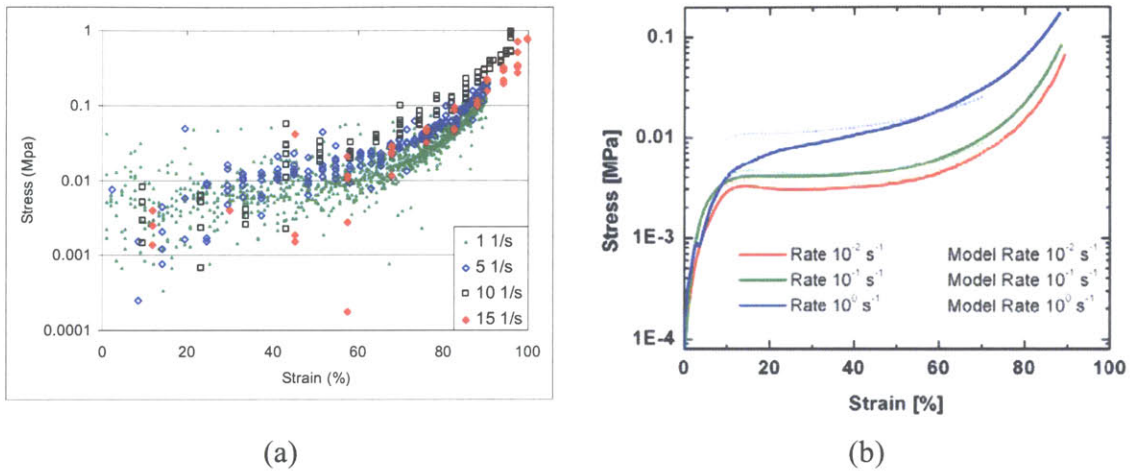 1
0.1
0.01
0.001
0.0001
Stress (Mpa)
0 20 40 60 80 100
Strain (%)
1 1/s
5 1/s
10 1/s
15 1/s
(a)
0.1
0.01
1E-3
1E-4
Stress [MPa]
Rate 10⁻² s⁻¹ Model Rate 10⁻² s⁻¹
Rate 10⁻¹ s⁻¹ Model Rate 10⁻¹ s⁻¹
Rate 10⁰ s⁻¹ Model Rate 10⁰ s⁻¹
0 20 40 60 80 100
Strain [%]
(b)